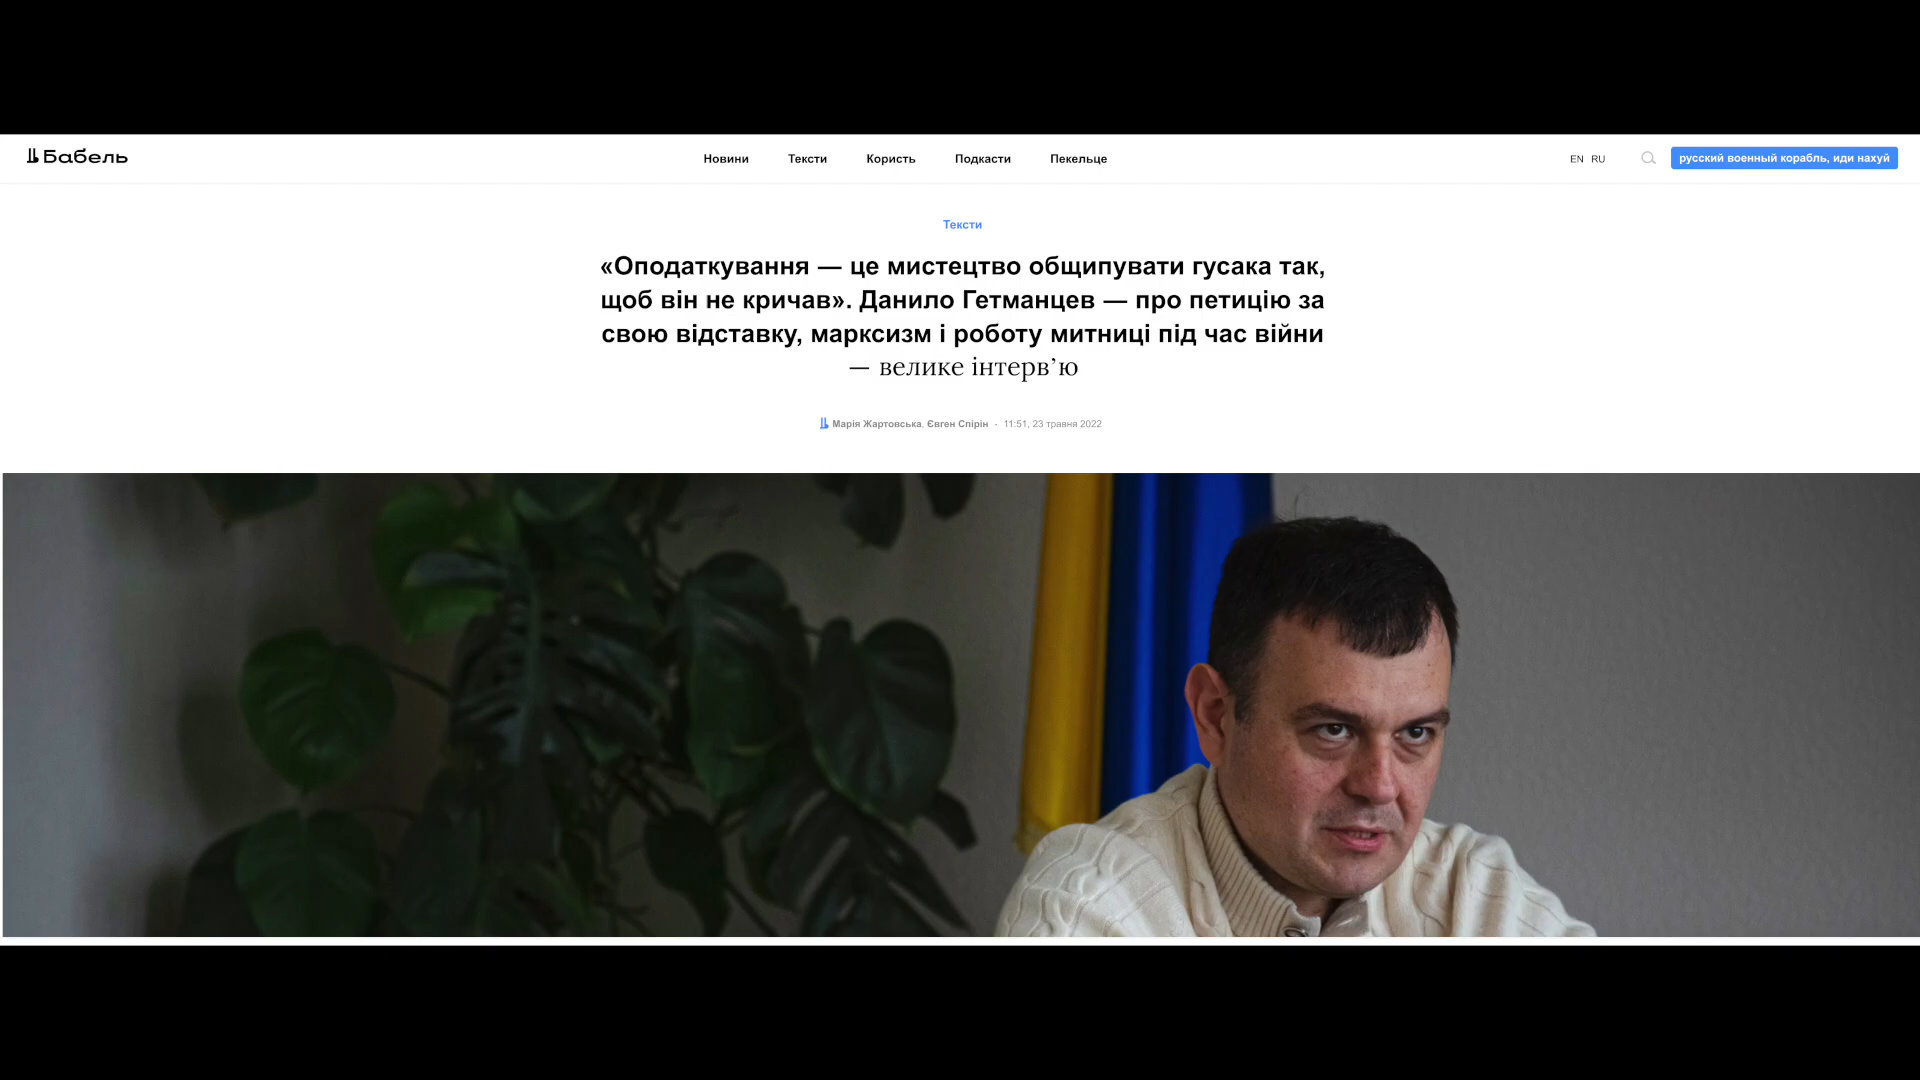 Бабель
Новини Тексти Користь Подкасти Пекельце
EN RU
русский военный корабль, иди нахуй
Тексти
«Оподаткування — це мистецтво общипувати гусака так,
щоб він не кричав». Данило Гетманцев — про петицію за
свою відставку, марксизм і роботу митниці під час війни
— велике інтервʼю
Марія Жартовська, Євген Спірін - 11:51, 23 травня 2022